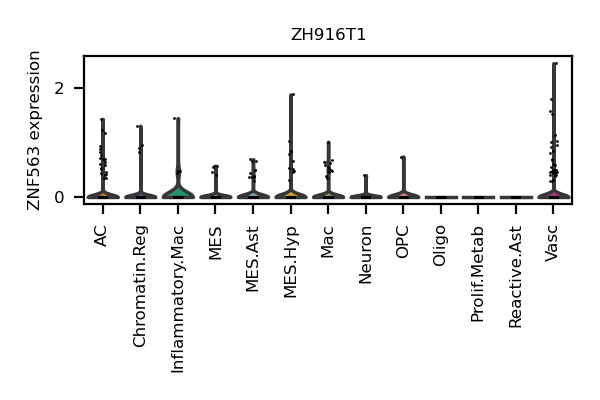 ZH916T1
ZNF563 expression
2
0
AC
Chromatin.Reg
Inflammatory.Mac
MES
MES.Ast
MES.Hyp
Mac
Neuron
OPC
Oligo
Prolif.Metab
Reactive.Ast
Vasc